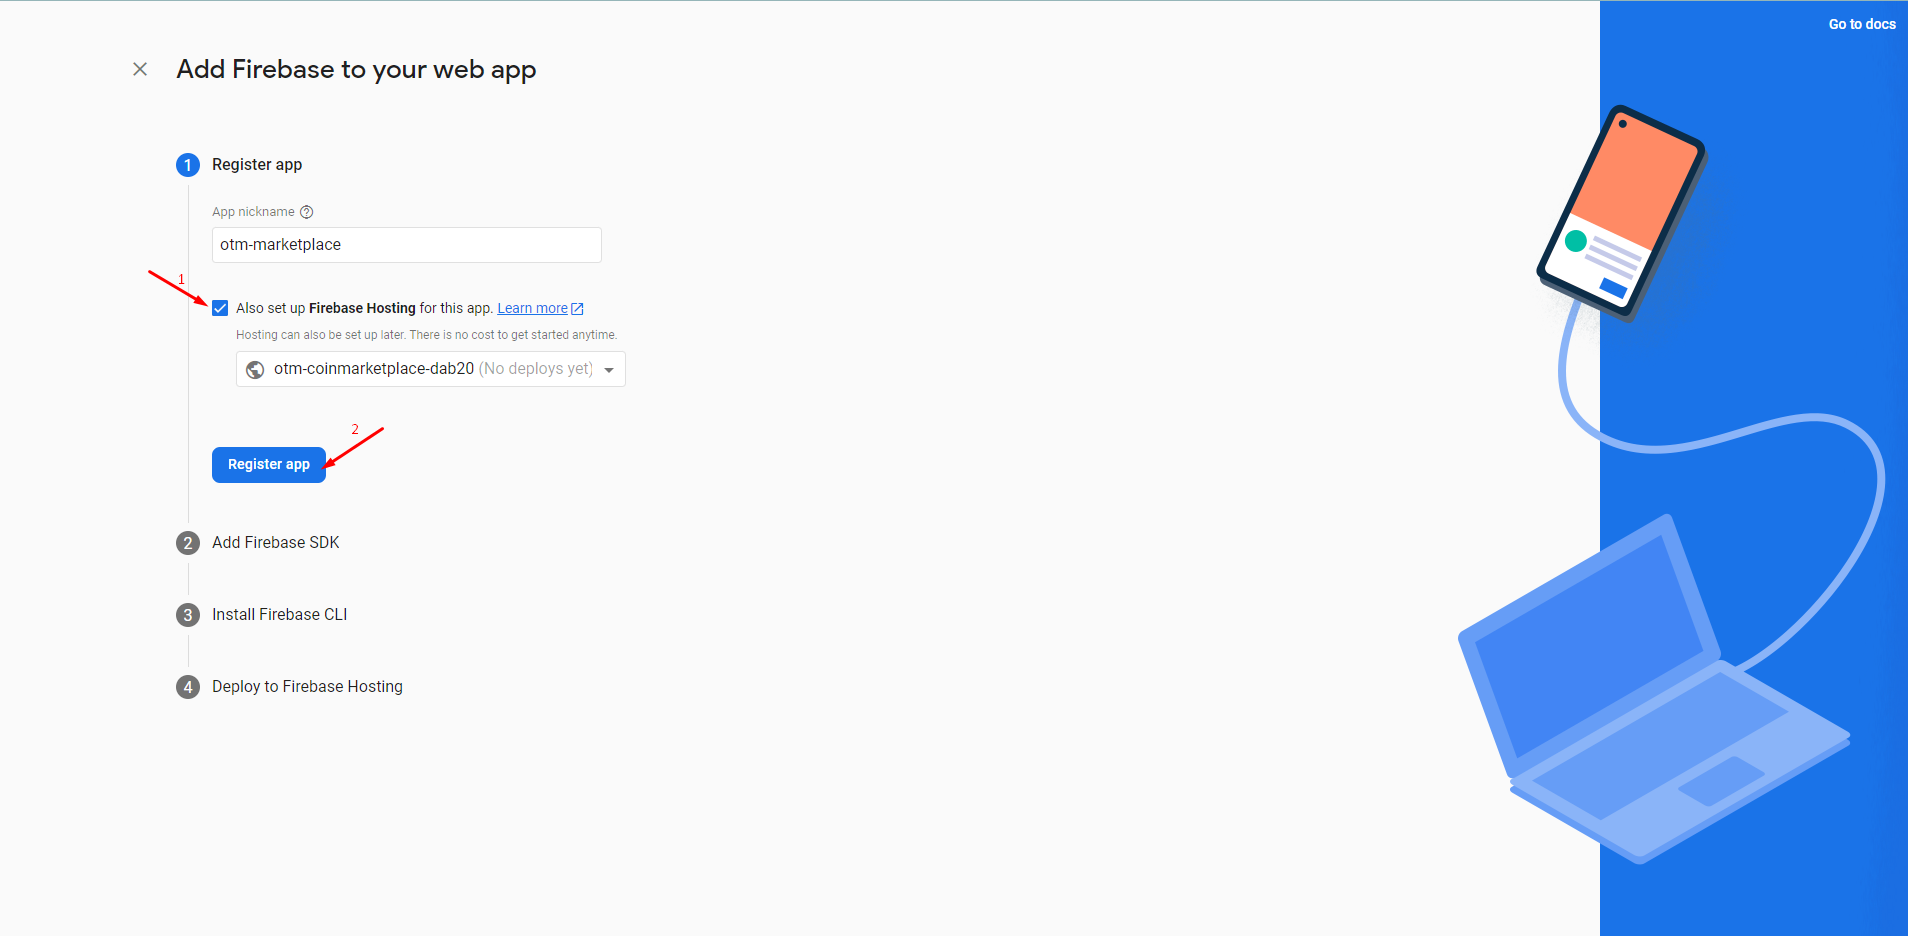 Go to docs
Add Firebase to your web app
1 Register app
App nickname
otm-marketplace
1
Also set up Firebase Hosting for this app. Learn more
Hosting can also be set up later. There is no cost to get started anytime.
otm-coinmarketplace-dab20 (No deploys yet)
2
Register app
2 Add Firebase SDK
3 Install Firebase CLI
4 Deploy to Firebase Hosting